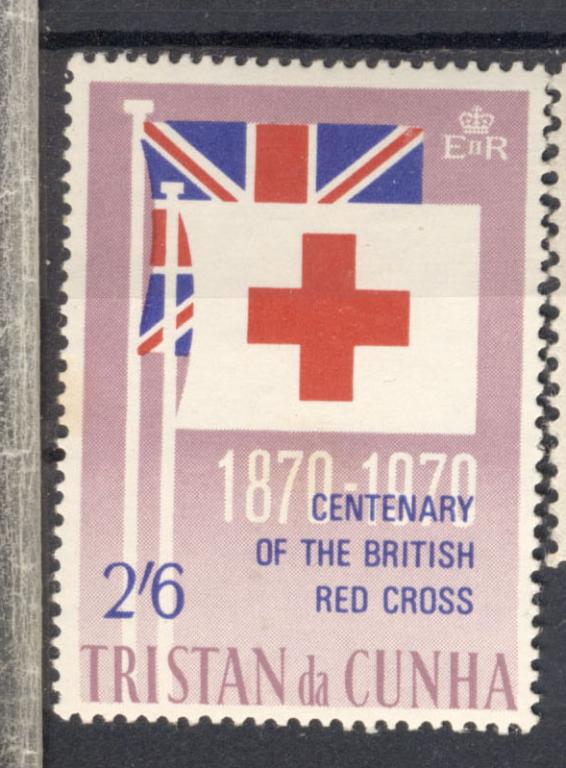 EIIR
1870-1970
CENTENARY
OF THE BRITISH
RED CROSS
2'/6
TRISTAN da CUNHA